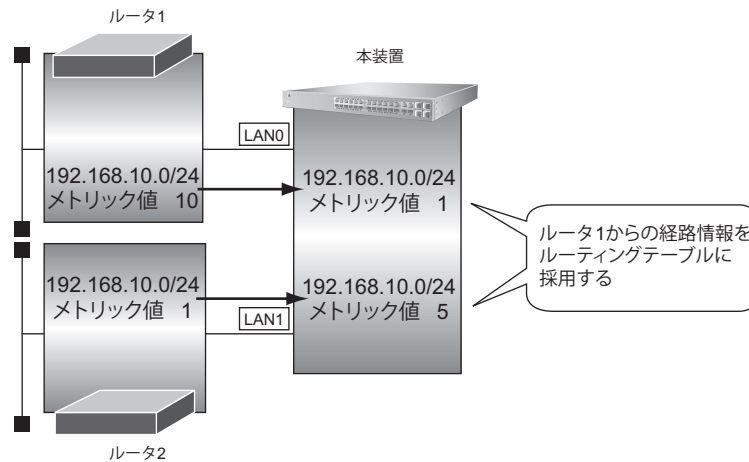 ルータ1
本装置
LAN0
192.168.10.0/24
メトリック値 10
192.168.10.0/24
メトリック値 1
ルータ1からの経路情報を
ルーティングテーブルに
採用する
192.168.10.0/24
メトリック値 1
192.168.10.0/24
メトリック値 5
LAN1
ルータ2